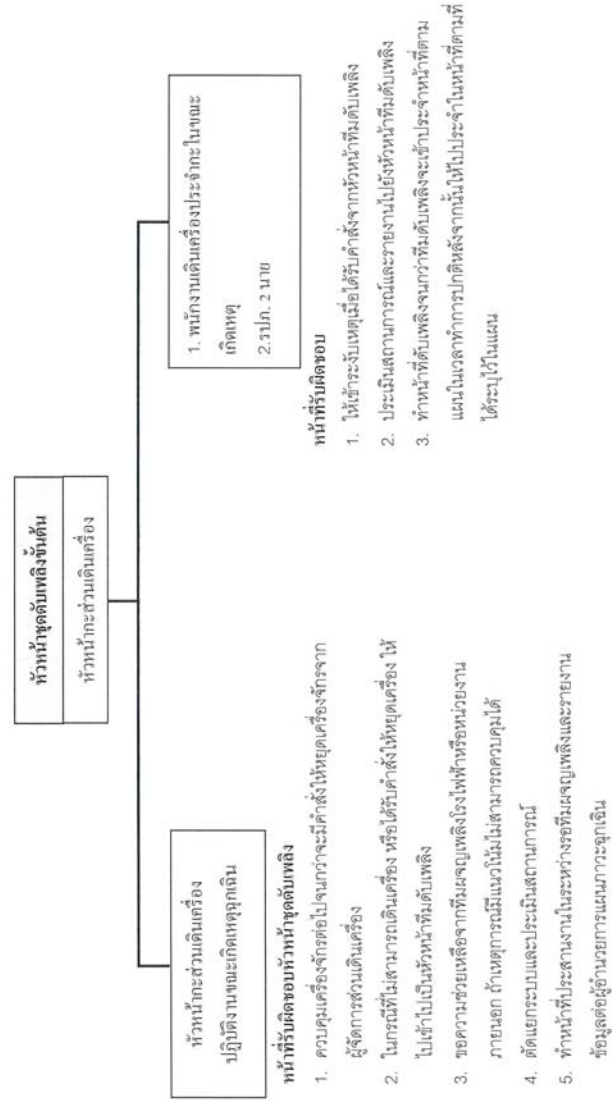 หัวหน้าชุดดับเพลิงขั้นต้น
หัวหน้ากะส่วนเดินเครื่อง
หัวหน้ากะส่วนเดินเครื่อง
ปฏิบัติงานขณะเกิดเหตุฉุกเฉิน
หน้าที่รับผิดชอบหัวหน้าชุดดับเพลิง
1. ควบคุมเครื่องจักรต่อไปจนกว่าจะมีคำสั่งให้หยุดเครื่องจักรจาก
ผู้จัดการส่วนเดินเครื่อง
2. ในกรณีที่ไม่สามารถเดินเครื่อง หรือได้รับคำสั่งให้หยุดเครื่อง ให้
ไปเข้าไปเป็นหัวหน้าทีมดับเพลิง
3. ขอความช่วยเหลือจากทีมผจญเพลิงโรงไฟฟ้าหรือหน่วยงาน
ภายนอก ถ้าเหตุการณ์มีแนวโน้มไม่สามารถควบคุมได้
4. ตัดแยกระบบและประเมินสถานการณ์
5. ทำหน้าที่ประสานงานในระหว่างรอทีมผจญเพลิงและรายงาน
ข้อมูลต่อผู้อำนวยการแผนภาวะฉุกเฉิน
1. พนักงานเดินเครื่องประจำกะในขณะ
เกิดเหตุ
2.รปภ. 2 นาย
หน้าที่รับผิดชอบ
1. ให้เข้าระงับเหตุเมื่อได้รับคำสั่งจากหัวหน้าทีมดับเพลิง
2. ประเมินสถานการณ์และรายงานไปยังหัวหน้าทีมดับเพลิง
3. ทำหน้าที่ดับเพลิงจนกว่าทีมดับเพลิงจะเข้าประจำหน้าที่ตาม
แผนในเวลาทำการปกติหลังจากนั้นให้ไปประจำในหน้าที่ตามที่
ได้ระบุไว้ในแผน